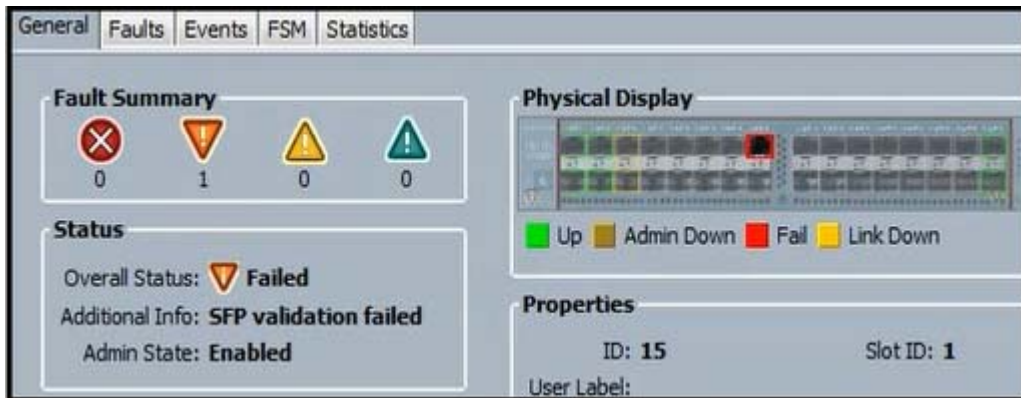 General Faults Events FSM Statistics
Fault Summary
0 1 0 0
Status
Overall Status: Failed
Additional Info: SFP validation failed
Admin State: Enabled
Physical Display
Up Admin Down Fail Link Down
Properties
ID: 15 Slot ID: 1
User Label: